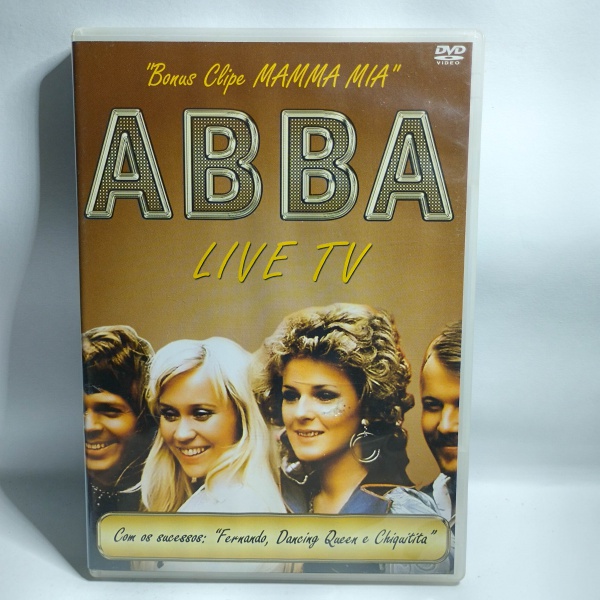 DVD
VIDEO
"Bonus Clipe MAMMA MIA"
ABBA
LIVE TV
Com os sucessos: "Fernando, Dancing Queen e Chiquitita"